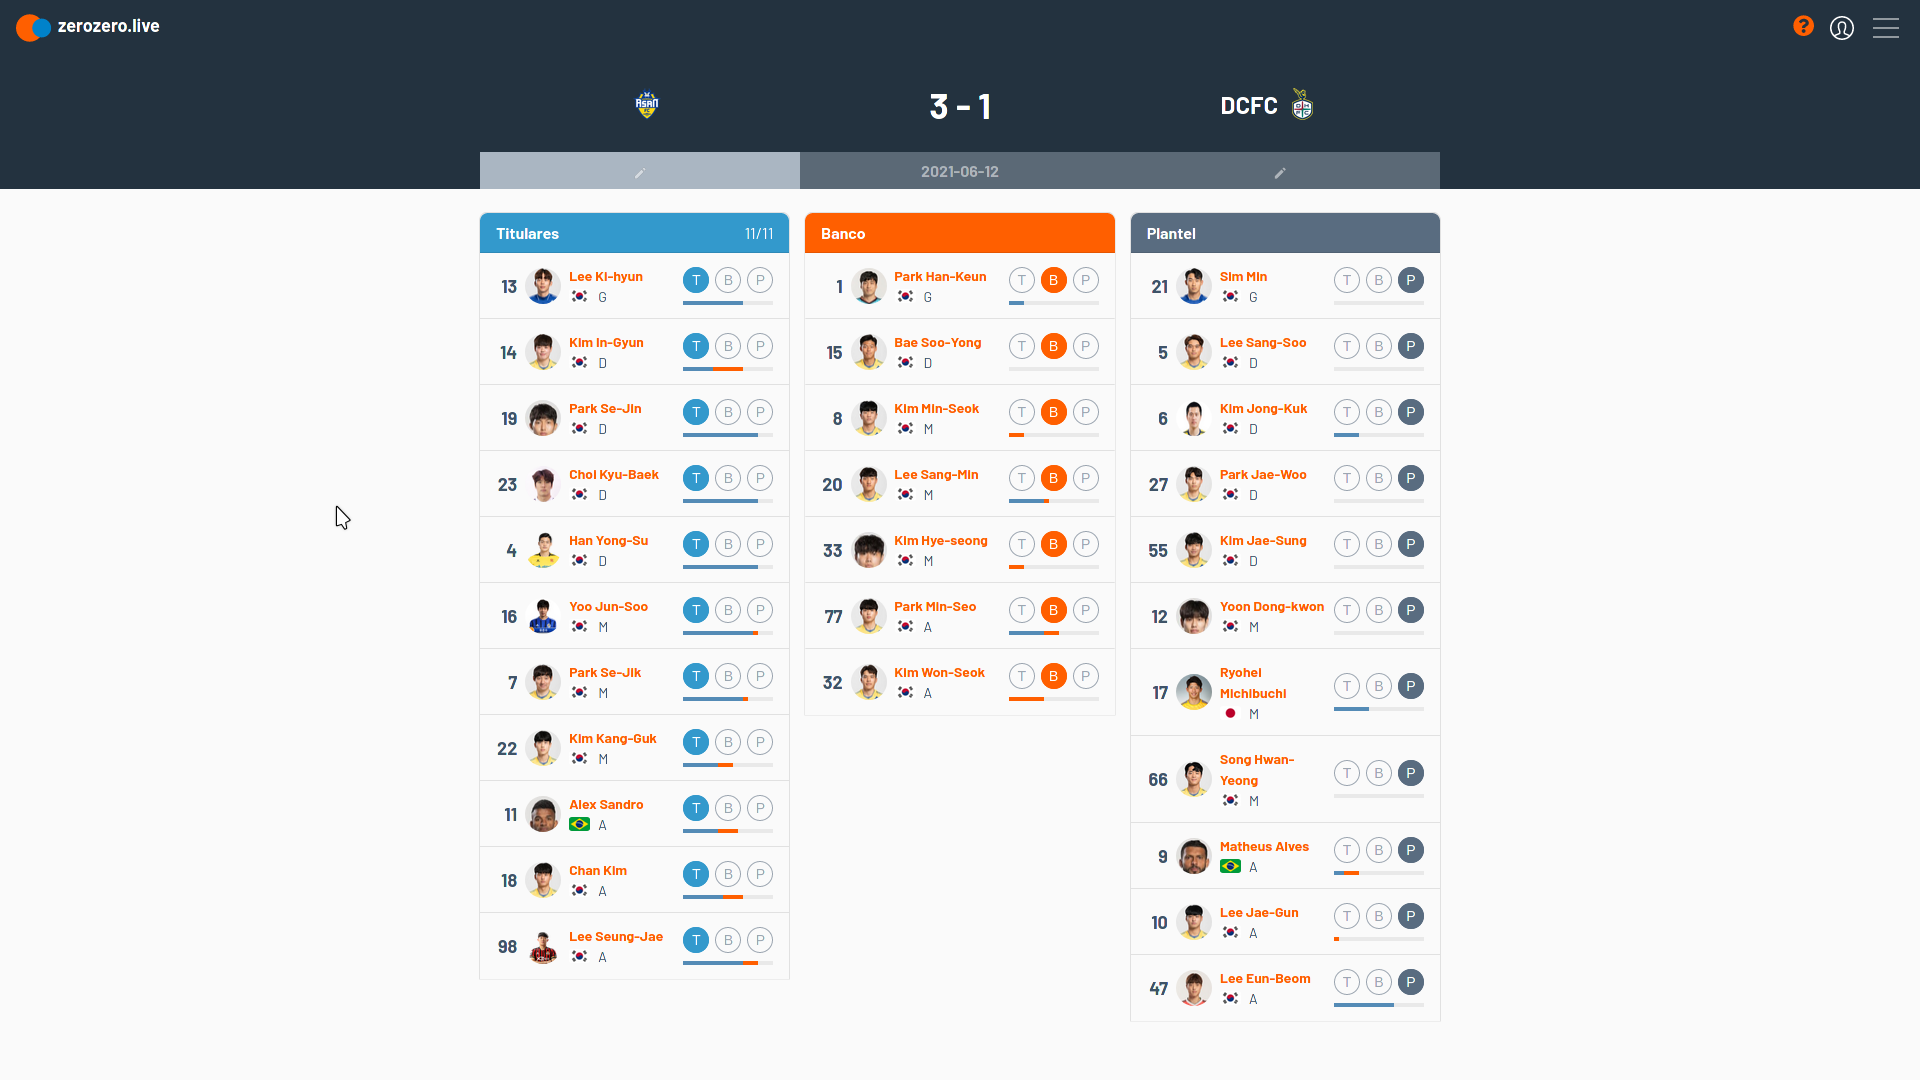 zerozero.live
?
ASAN
FC
3 - 1
DCFC
2021-06-12
Titulares 11/11
13 Lee Ki-hyun T B P
G
14 Kim In-Gyun T B P
D
19 Park Se-Jin T B P
D
23 Choi Kyu-Baek T B P
D
4 Han Yong-Su T B P
D
16 Yoo Jun-Soo T B P
M
7 Park Se-Jik T B P
M
22 Kim Kang-Guk T B P
M
11 Alex Sandro T B P
A
18 Chan Kim T B P
A
98 Lee Seung-Jae T B P
A
Banco
1 Park Han-Keun T B P
G
15 Bae Soo-Yong T B P
D
8 Kim Min-Seok T B P
M
20 Lee Sang-Min T B P
M
33 Kim Hye-seong T B P
M
77 Park Min-Seo T B P
A
32 Kim Won-Seok T B P
A
Plantel
21 Sim Min T B P
G
5 Lee Sang-Soo T B P
D
6 Kim Jong-Kuk T B P
D
27 Park Jae-Woo T B P
D
55 Kim Jae-Sung T B P
D
12 Yoon Dong-kwon T B P
M
17 Ryohei
Michibuchi T B P
M
66 Song Hwan-
Yeong T B P
M
9 Matheus Alves T B P
A
10 Lee Jae-Gun T B P
A
47 Lee Eun-Beom T B P
A